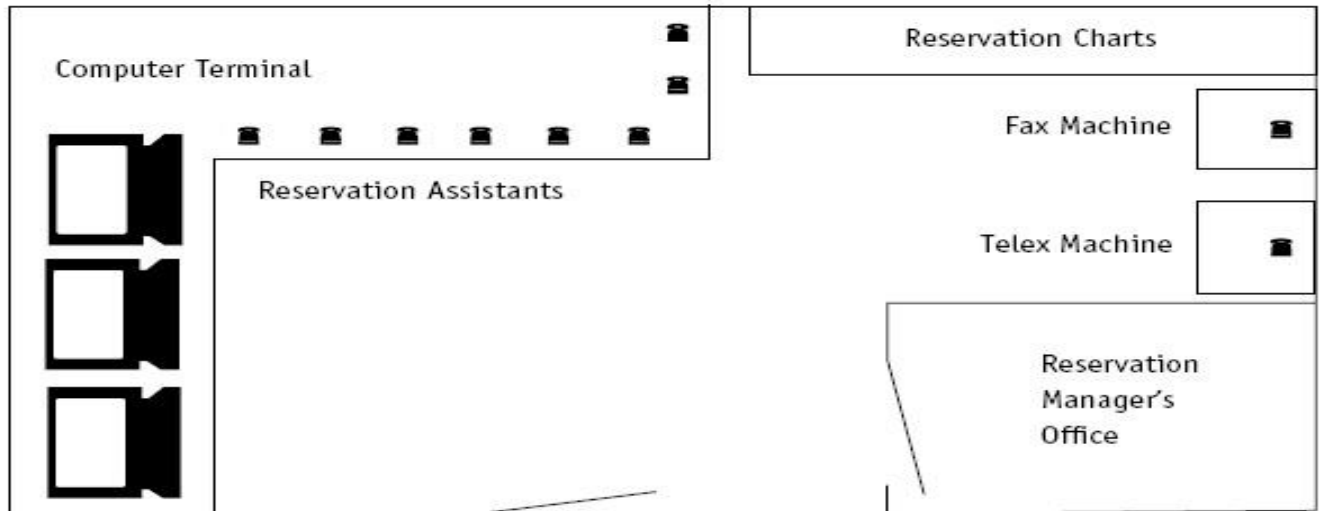 Reservation Charts
Computer Terminal
Fax Machine
Reservation Assistants
Telex Machine
Reservation
Manager's
Office